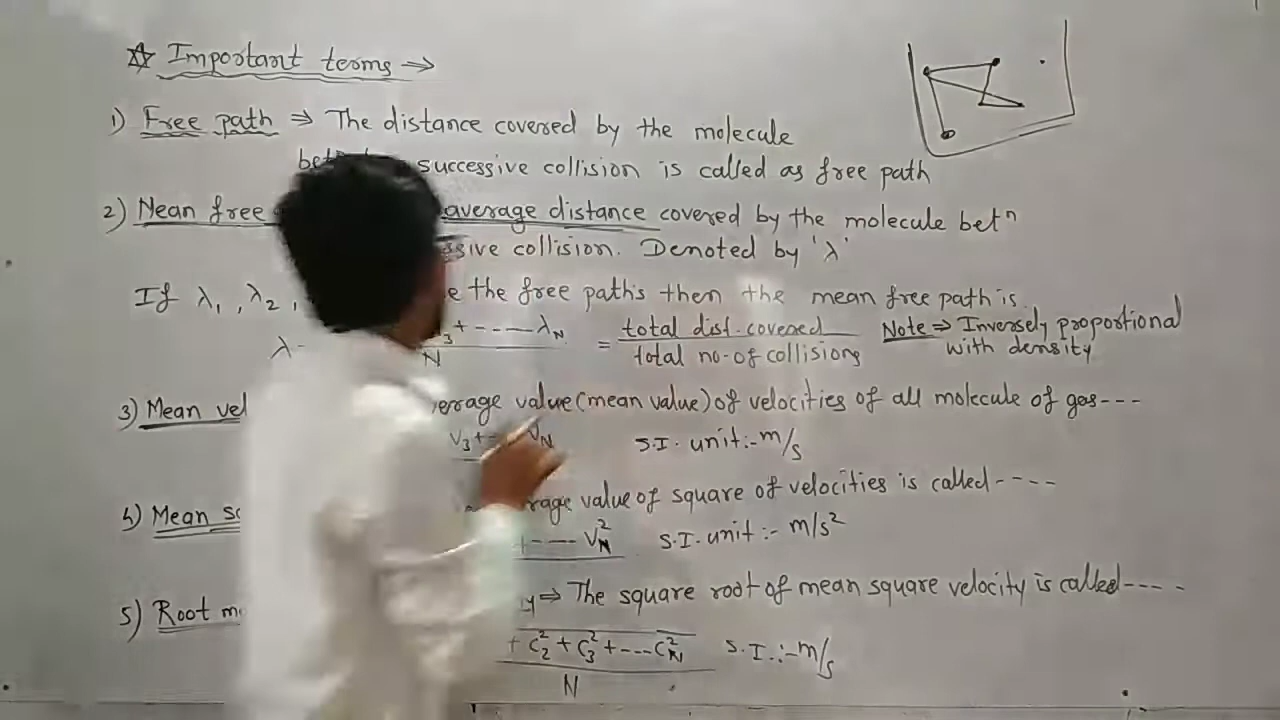 ☆ Important terms →
1) Free path ⇒ The distance covered by the molecule
successive collision is called as free path
2) Mean free average distance covered by the molecule betⁿ
collision. Denoted by 'λ'
If λ₁, λ₂, the free paths then the mean free path is
λ + ----- λN / N = total dist. covered / total no. of collisions Note ⇒ Inversely proportional
with density
3) Mean value (mean value) of velocities of all molecule of gas ---
V₃ + VN S.I. unit :- m/s
4) Mean value of square of velocities is called ----
+ --- VN² S.I. unit :- m/s²
5) Root ⇒ The square root of mean square velocity is called ----
+ C₂² + C₃² + --- CN² / N S.I. :- m/s